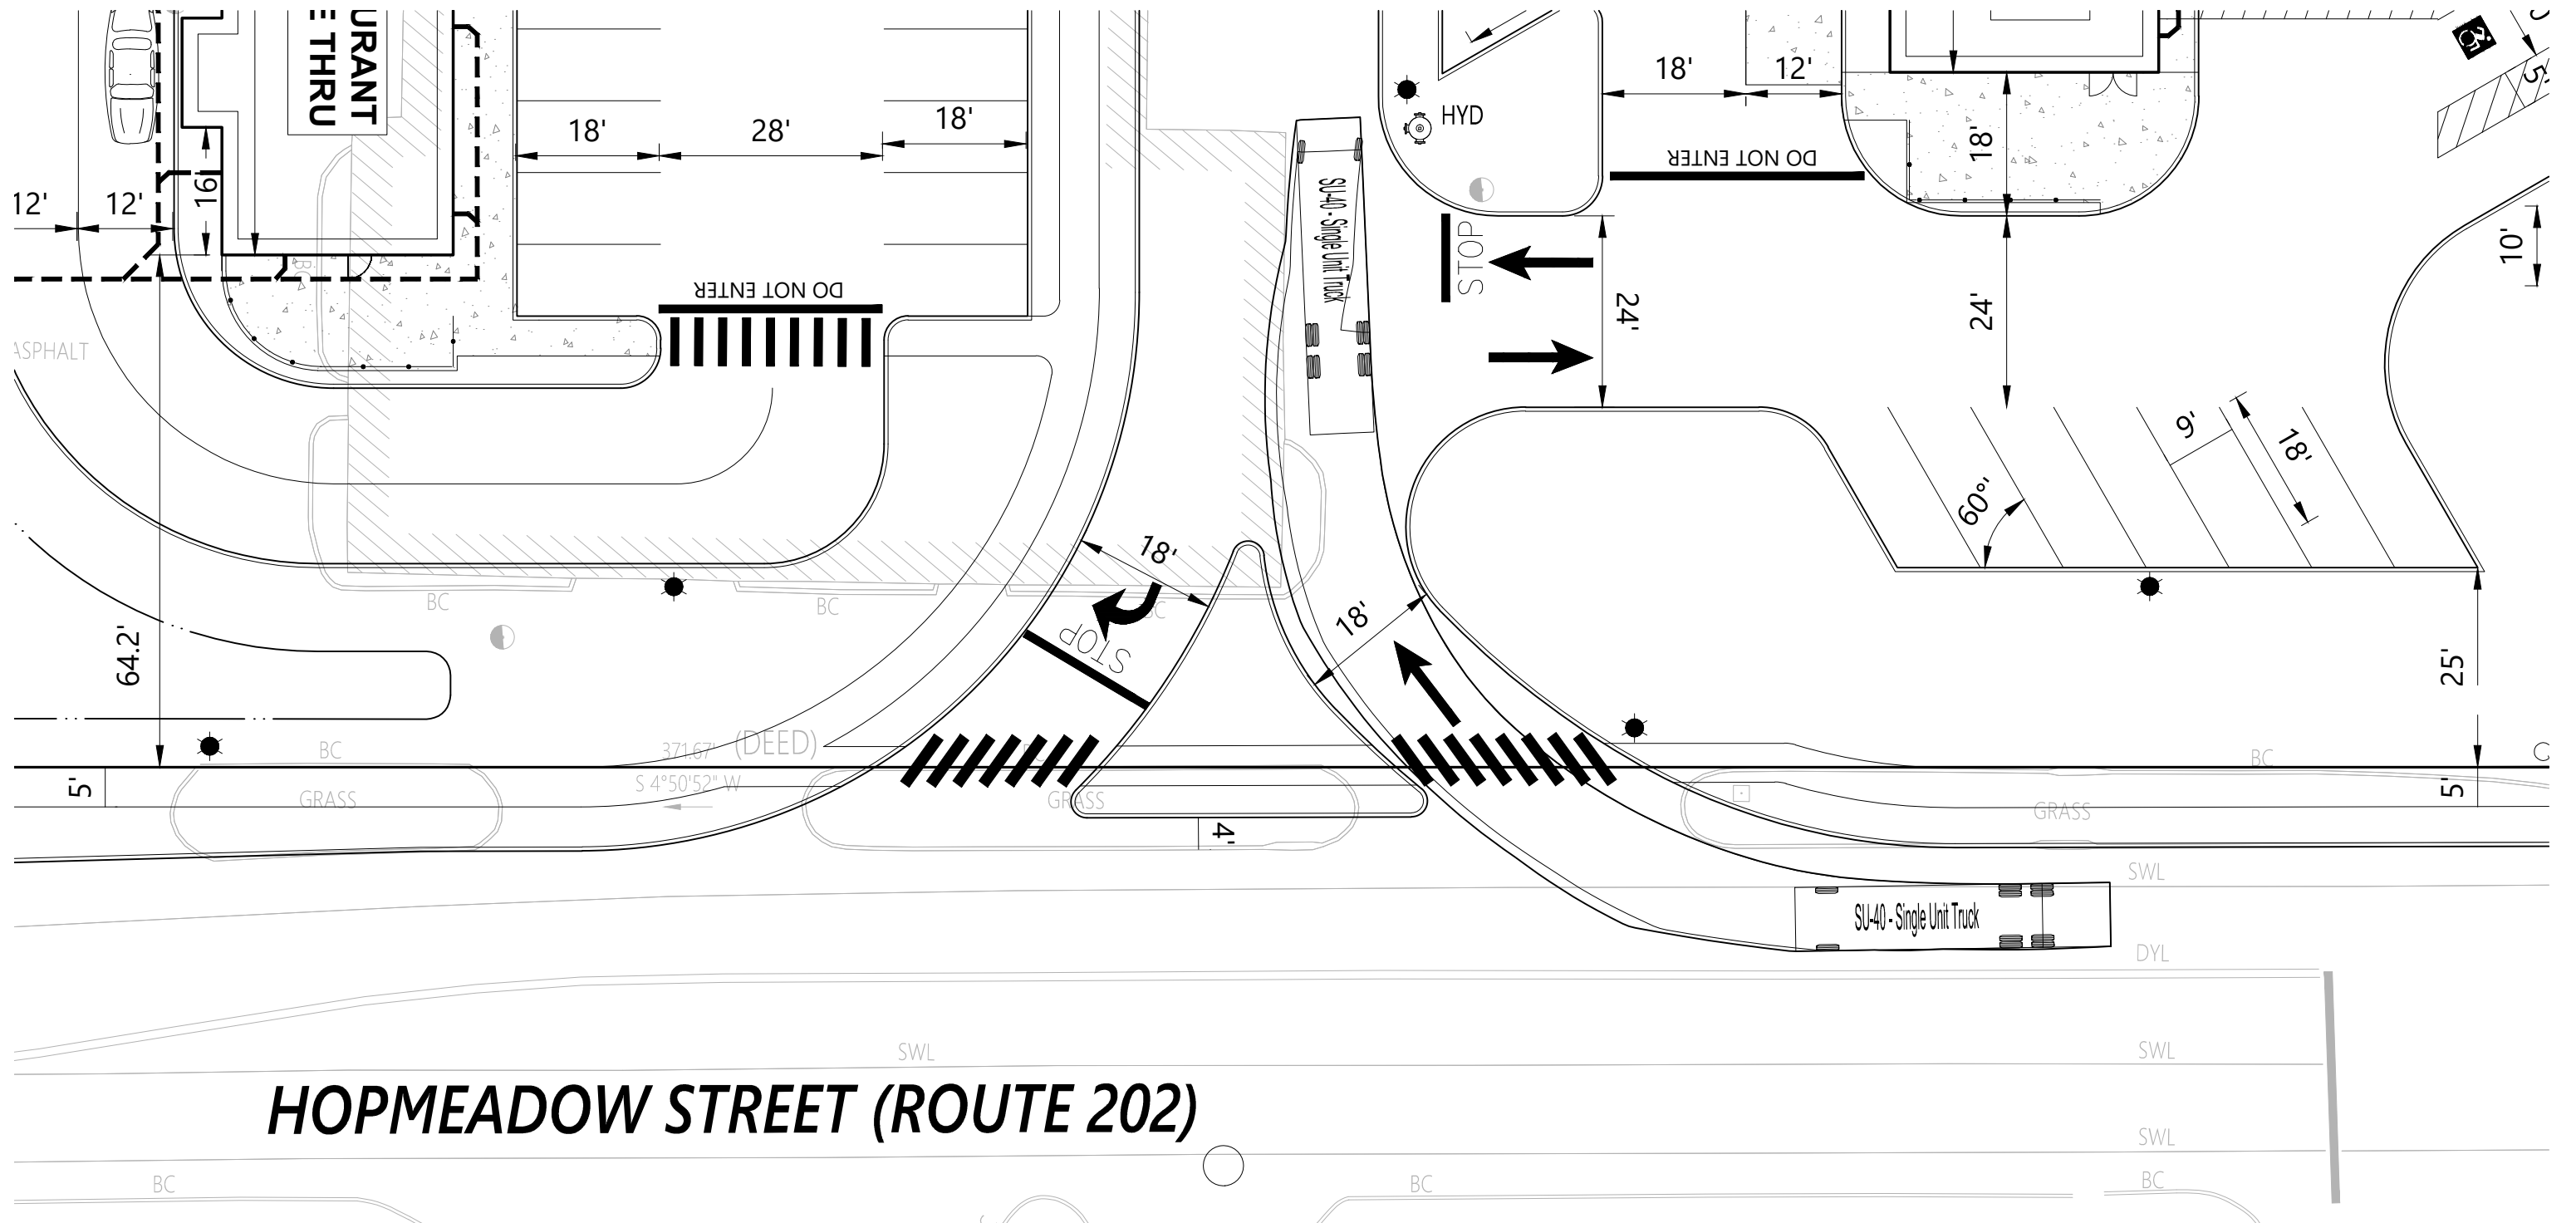 URANT
E THRU
16'
12'
12'
18'
28'
18'
HYD
18'
12'
18'
5'
10'
DO NOT ENTER
DO NOT ENTER
SU-40 - Single Unit Truck
STOP
24'
24'
ASPHALT
BC
9'
18'
60°'
18'
STOP
18'
BC
BC
BC
64.2'
25'
BC
371.67' (DEED)
S 4°50'52" W
BC
5'
GRASS
GRASS
GRASS
5'
4'
SWL
SU-40 - Single Unit Truck
DYL
SWL
SWL
HOPMEADOW STREET (ROUTE 202)
SWL
BC
BC
BC